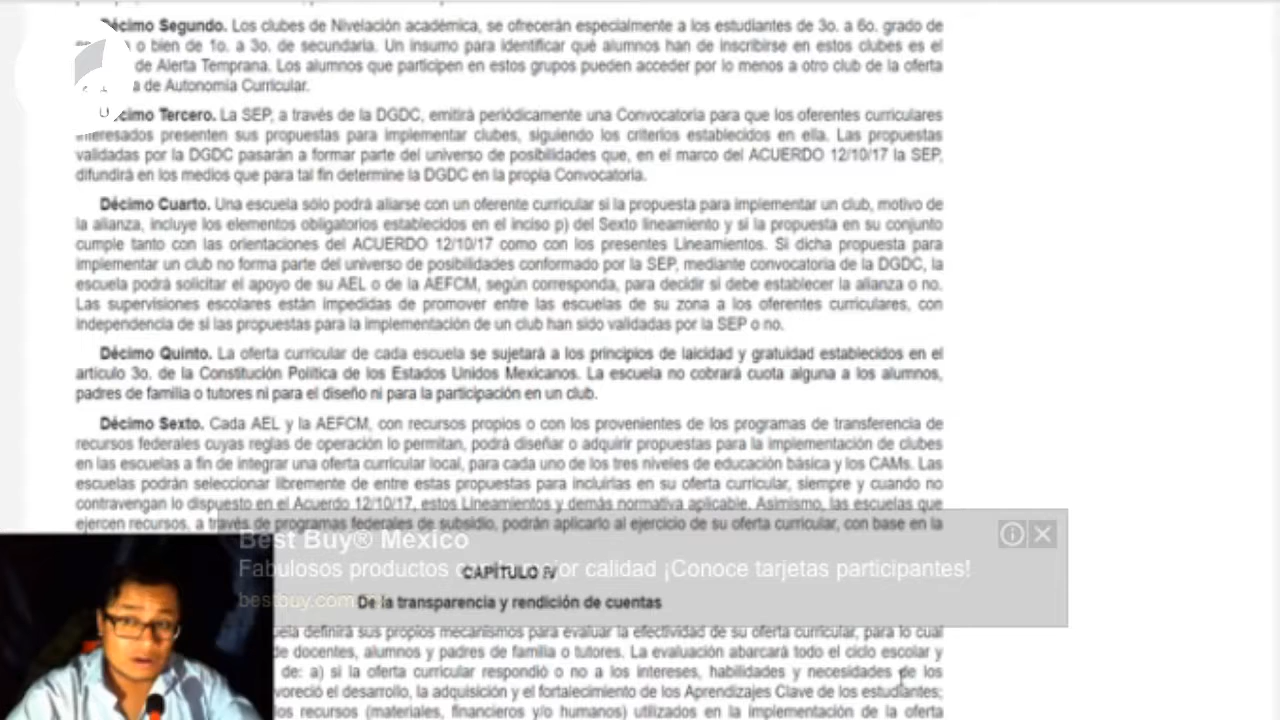 Décimo Segundo. Los clubes de Nivelación académica, se ofrecerán especialmente a los estudiantes de 3o. a 6o. grado de
o bien de 1o. a 3o. de secundaria. Un insumo para identificar qué alumnos han de inscribirse en estos clubes es el
de Alerta Temprana. Los alumnos que participen en estos grupos pueden acceder por lo menos a otro club de la oferta
a de Autonomía Curricular.
Décimo Tercero. La SEP, a través de la DGDC, emitirá periódicamente una Convocatoria para que los oferentes curriculares
interesados presenten sus propuestas para implementar clubes, siguiendo los criterios establecidos en ella. Las propuestas
validadas por la DGDC pasarán a formar parte del universo de posibilidades que, en el marco del ACUERDO 12/10/17 la SEP,
difundirá en los medios que para tal fin determine la DGDC en la propia Convocatoria.
Décimo Cuarto. Una escuela sólo podrá aliarse con un oferente curricular si la propuesta para implementar un club, motivo de
la alianza, incluye los elementos obligatorios establecidos en el inciso p) del Sexto lineamiento y si la propuesta en su conjunto
cumple tanto con las orientaciones del ACUERDO 12/10/17 como con los presentes Lineamientos. Si dicha propuesta para
implementar un club no forma parte del universo de posibilidades conformado por la SEP, mediante convocatoria de la DGDC, la
escuela podrá solicitar el apoyo de su AEL o de la AEFCM, según corresponda, para decidir si debe establecer la alianza o no.
Las supervisiones escolares están impedidas de promover entre las escuelas de su zona a los oferentes curriculares, con
independencia de si las propuestas para la implementación de un club han sido validadas por la SEP o no.
Décimo Quinto. La oferta curricular de cada escuela se sujetará a los principios de laicidad y gratuidad establecidos en el
artículo 3o. de la Constitución Política de los Estados Unidos Mexicanos. La escuela no cobrará cuota alguna a los alumnos,
padres de familia o tutores ni para el diseño ni para la participación en un club.
Décimo Sexto. Cada AEL y la AEFCM, con recursos propios o con los provenientes de los programas de transferencia de
recursos federales cuyas reglas de operación lo permitan, podrá diseñar o adquirir propuestas para la implementación de clubes
en las escuelas a fin de integrar una oferta curricular local, para cada uno de los tres niveles de educación básica y los CAMs. Las
escuelas podrán seleccionar libremente de entre estas propuestas para incluirlas en su oferta curricular, siempre y cuando no
contravengan lo dispuesto en el Acuerdo 12/10/17, estos Lineamientos y demás normativa aplicable. Asimismo, las escuelas que
ejercen recursos, a través de programas federales de subsidio, podrán aplicarlo al ejercicio de su oferta curricular, con base en la
Best Buy® México
Fabulosos productos calidad ¡Conoce tarjetas participantes!
bestbuy.com
CAPÍTULO IV
De la transparencia y rendición de cuentas
definirá sus propios mecanismos para evaluar la efectividad de su oferta curricular, para lo cual
de docentes, alumnos y padres de familia o tutores. La evaluación abarcará todo el ciclo escolar y
de: a) si la oferta curricular respondió o no a los intereses, habilidades y necesidades de los
el desarrollo, la adquisición y el fortalecimiento de los Aprendizajes Clave de los estudiantes;
os recursos (materiales, financieros y/o humanos) utilizados en la implementación de la oferta